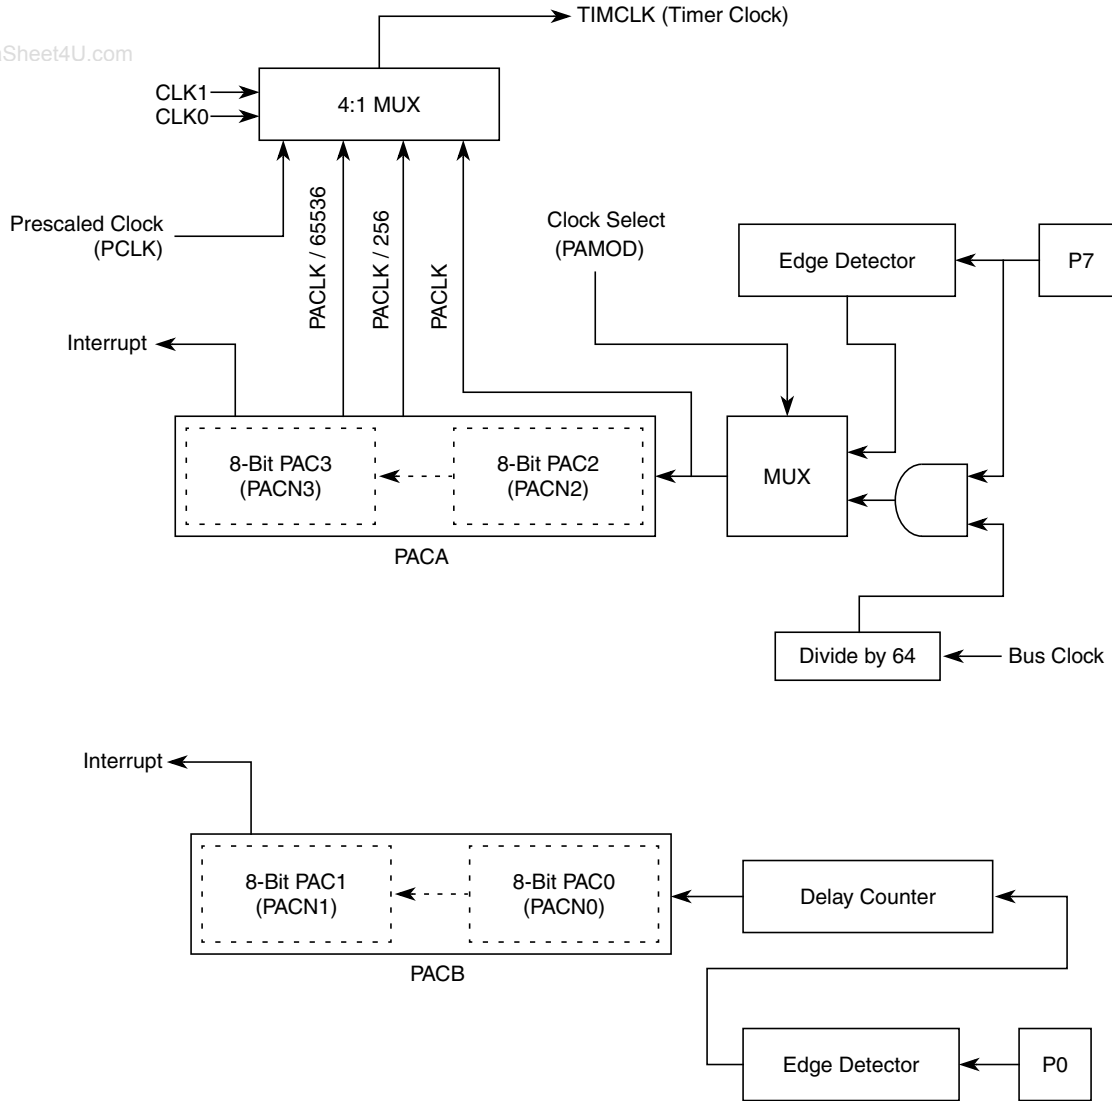 TIMCLK (Timer Clock)
Sheet4U.com
CLK1
CLK0
4:1 MUX
Prescaled Clock
(PCLK)
PACLK / 65536
PACLK / 256
PACLK
Clock Select
(PAMOD)
Edge Detector
P7
Interrupt
8-Bit PAC3
(PACN3)
8-Bit PAC2
(PACN2)
MUX
PACA
Divide by 64
Bus Clock
Interrupt
8-Bit PAC1
(PACN1)
8-Bit PAC0
(PACN0)
Delay Counter
PACB
Edge Detector
P0